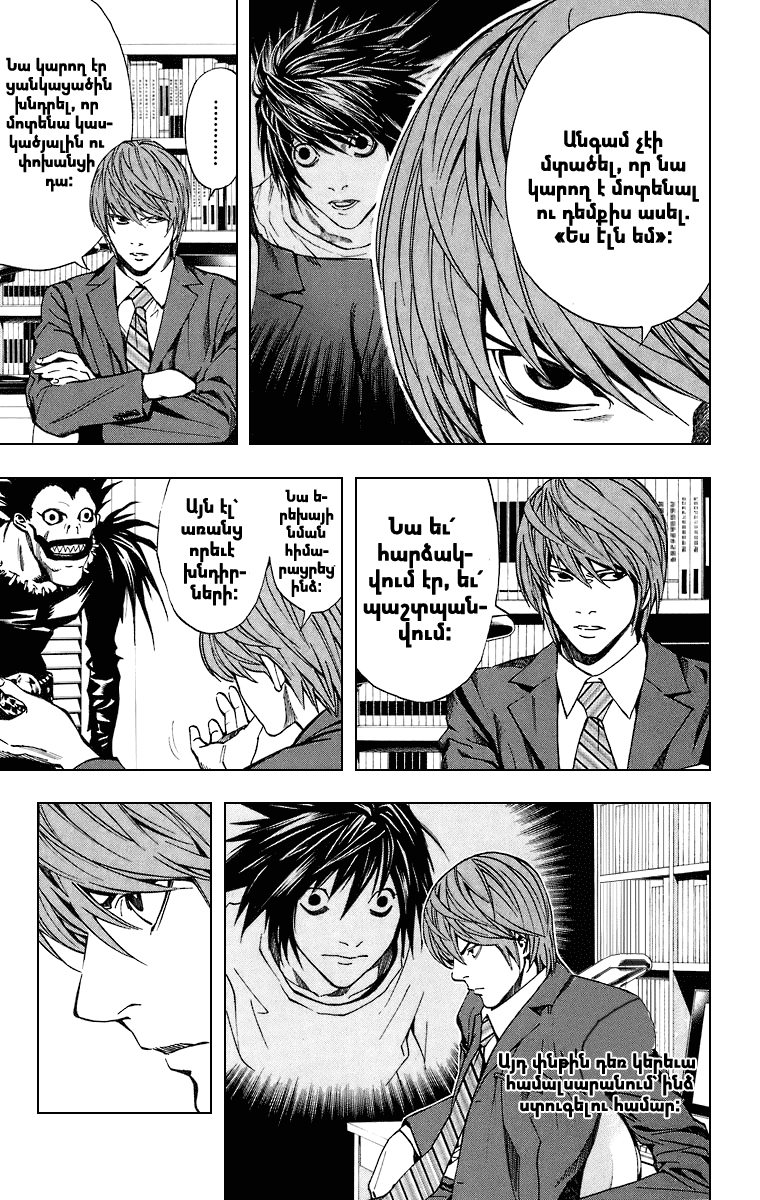 Անգամ չէի
մտածել, որ նա
կարող է մոտենալ
ու դեմքիս ասել.
«Ես էլն եմ»:
.........
Նա կարող էր
ցանկացածին
խնդրել, որ
մոտենա կաս-
կածյալին ու
փոխանցի
դա:
Նա եւ՛
հարձակ-
վում էր, եւ՛
պաշտպան-
վում:
Նա ե-
րեխայի
նման
հիմա-
րացրեց
ինձ:
Այն էլ՝
առանց
որեւէ
խնդիր-
ների:
Այդ փնթին դեռ կերեւա
համալսարանում ինձ
ստուգելու համար: